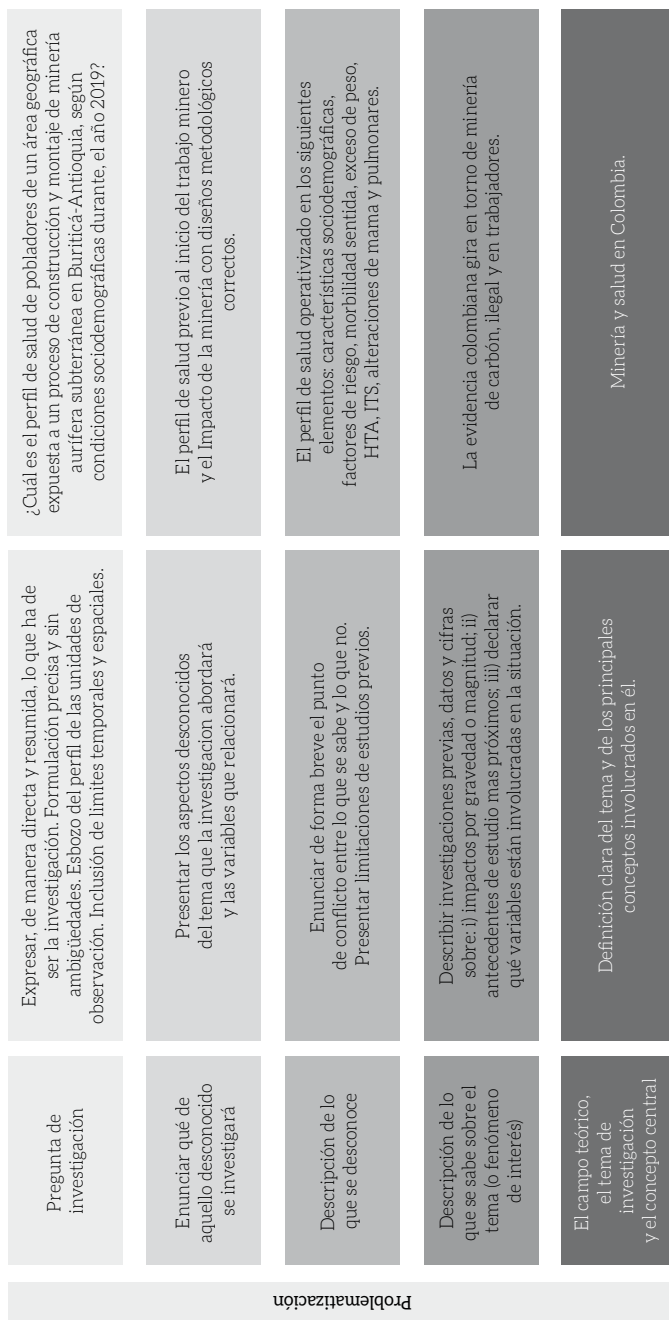 Problematización
Pregunta de
investigación
Expresar, de manera directa y resumida, lo que ha de
ser la investigación. Formulación precisa y sin
ambigüedades. Esbozo del perfil de las unidades de
observación. Inclusión de límites temporales y espaciales.
¿Cuál es el perfil de salud de pobladores de un área geográfica
expuesta a un proceso de construcción y montaje de minería
aurífera subterránea en Buriticá-Antioquia, según
condiciones sociodemográficas durante, el año 2019?
Enunciar qué de
aquello desconocido
se investigará
Presentar los aspectos desconocidos
del tema que la investigacion abordará
y las variables que relacionará.
El perfil de salud previo al inicio del trabajo minero
y el Impacto de la minería con diseños metodológicos
correctos.
Descripción de lo
que se desconoce
Enunciar de forma breve el punto
de conflicto entre lo que se sabe y lo que no.
Presentar limitaciones de estudios previos.
El perfil de salud operativizado en los siguientes
elementos: características sociodemográficas,
factores de riesgo, morbilidad sentida, exceso de peso,
HTA, ITS, alteraciones de mama y pulmonares.
Descripción de lo
que se sabe sobre el
tema (o fenómeno
de interés)
Describir investigaciones previas, datos y cifras
sobre: i) impactos por gravedad o magnitud; ii)
antecedentes de estudio mas próximos; iii) declarar
qué variables están involucradas en la situación.
La evidencia colombiana gira en torno de minería
de carbón, ilegal y en trabajadores.
El campo teórico,
el tema de
investigación
y el concepto central
Definición clara del tema y de los principales
conceptos involucrados en él.
Minería y salud en Colombia.